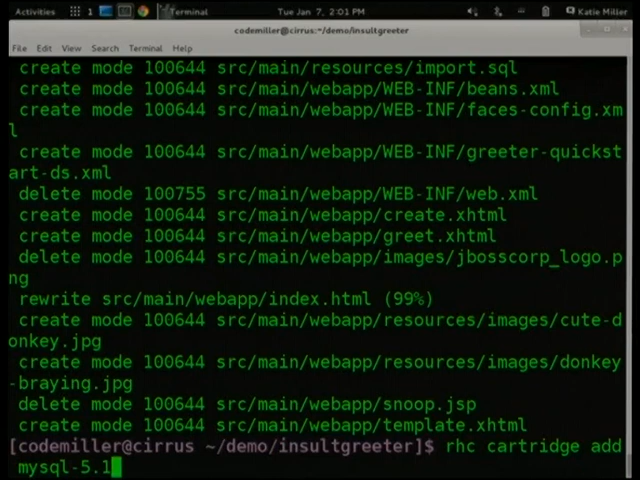 Activities 1 Terminal Tue Jan 7, 2:01 PM Katie Miller
codemiller@cirrus:~/demo/insultgreeter
File Edit View Search Terminal Help
create mode 100644 src/main/resources/import.sql
create mode 100644 src/main/webapp/WEB-INF/beans.xml
create mode 100644 src/main/webapp/WEB-INF/faces-config.xm
l
create mode 100644 src/main/webapp/WEB-INF/greeter-quickst
art-ds.xml
delete mode 100755 src/main/webapp/WEB-INF/web.xml
create mode 100644 src/main/webapp/create.xhtml
create mode 100644 src/main/webapp/greet.xhtml
delete mode 100644 src/main/webapp/images/jbosscorp_logo.p
ng
rewrite src/main/webapp/index.html (99%)
create mode 100644 src/main/webapp/resources/images/cute-d
onkey.jpg
create mode 100644 src/main/webapp/resources/images/donkey
-braying.jpg
delete mode 100644 src/main/webapp/snoop.jsp
create mode 100644 src/main/webapp/template.xhtml
[codemiller@cirrus ~/demo/insultgreeter]$ rhc cartridge add
mysql-5.1